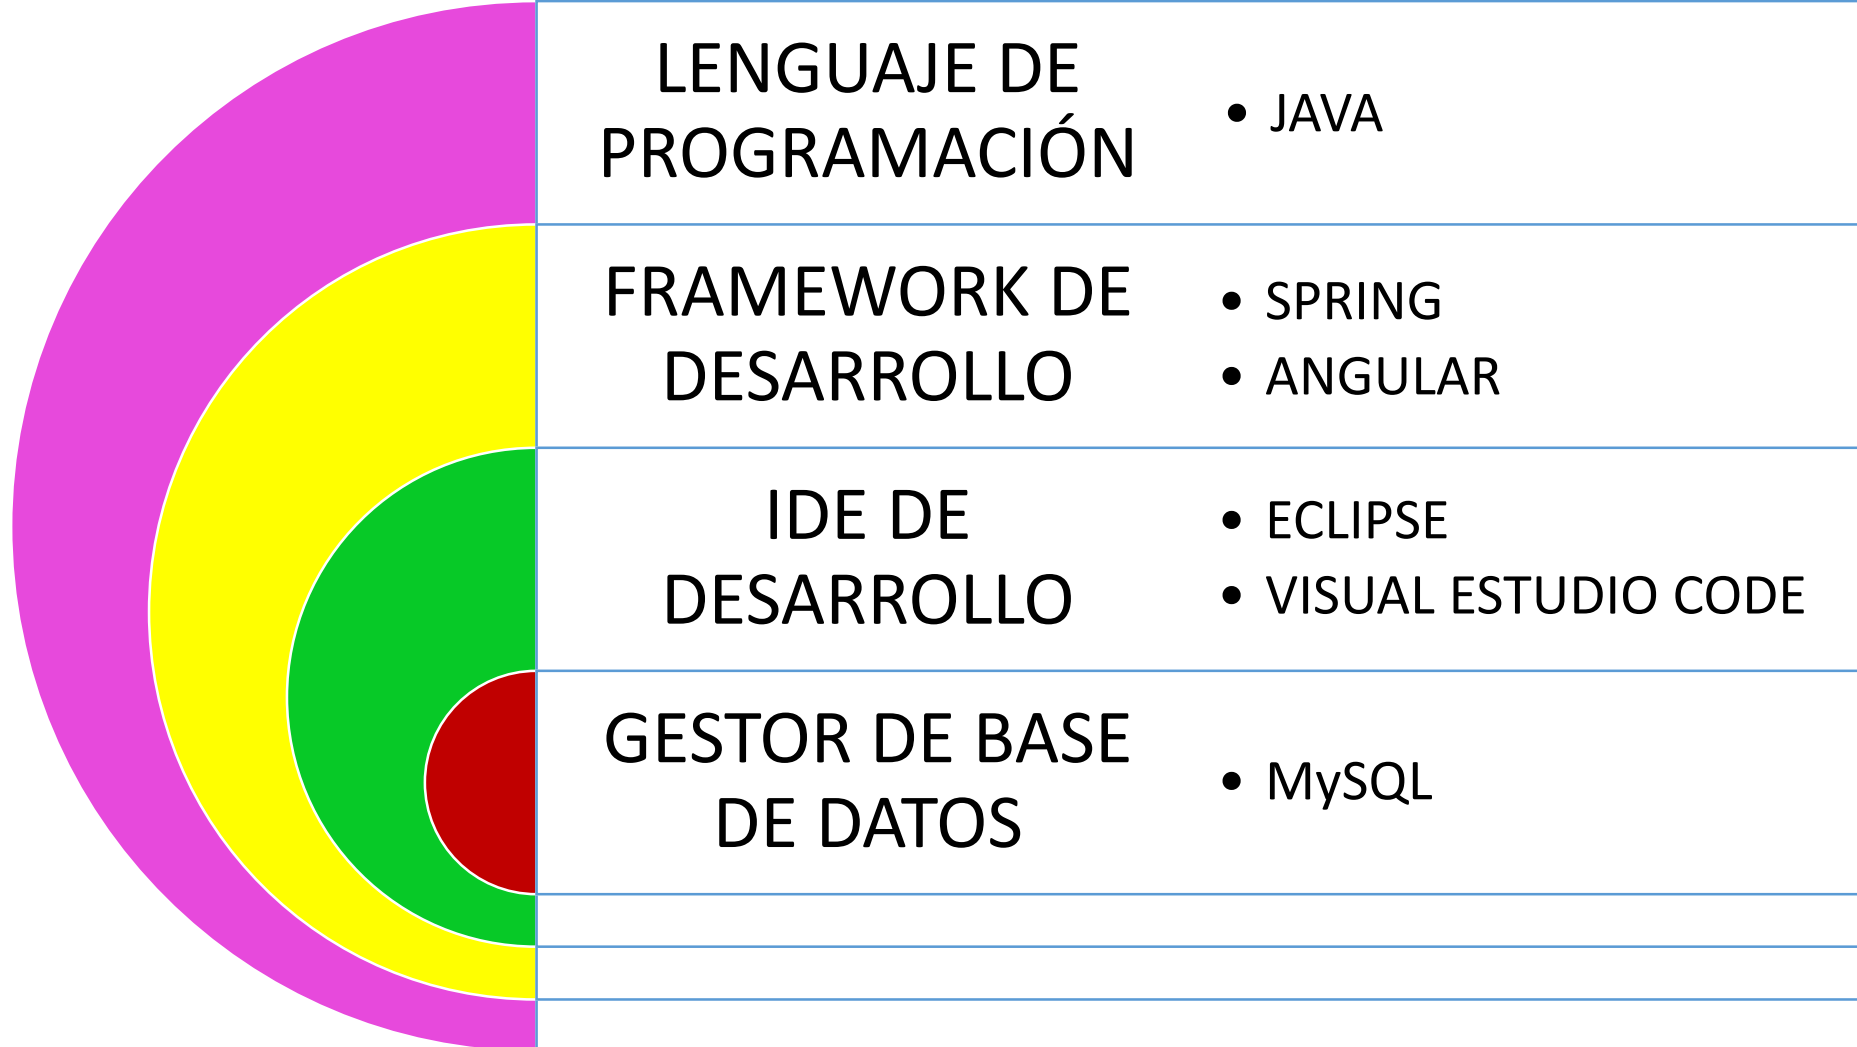 LENGUAJE DE
PROGRAMACIÓN
• JAVA
FRAMEWORK DE
DESARROLLO
• SPRING
• ANGULAR
IDE DE
DESARROLLO
• ECLIPSE
• VISUAL ESTUDIO CODE
GESTOR DE BASE
DE DATOS
• MySQL